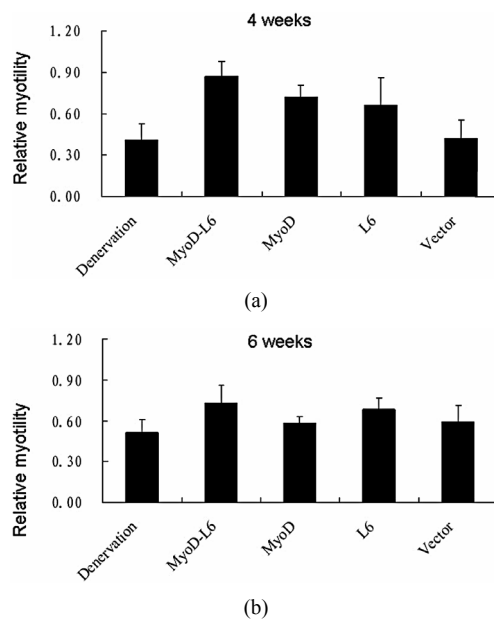 4 weeks
Relative myotility
1.20
0.90
0.60
0.30
0.00
Denervation
MyoD-L6
MyoD
L6
Vector
(a)
6 weeks
Relative myotility
1.20
0.90
0.60
0.30
0.00
Denervation
MyoD-L6
MyoD
L6
Vector
(b)